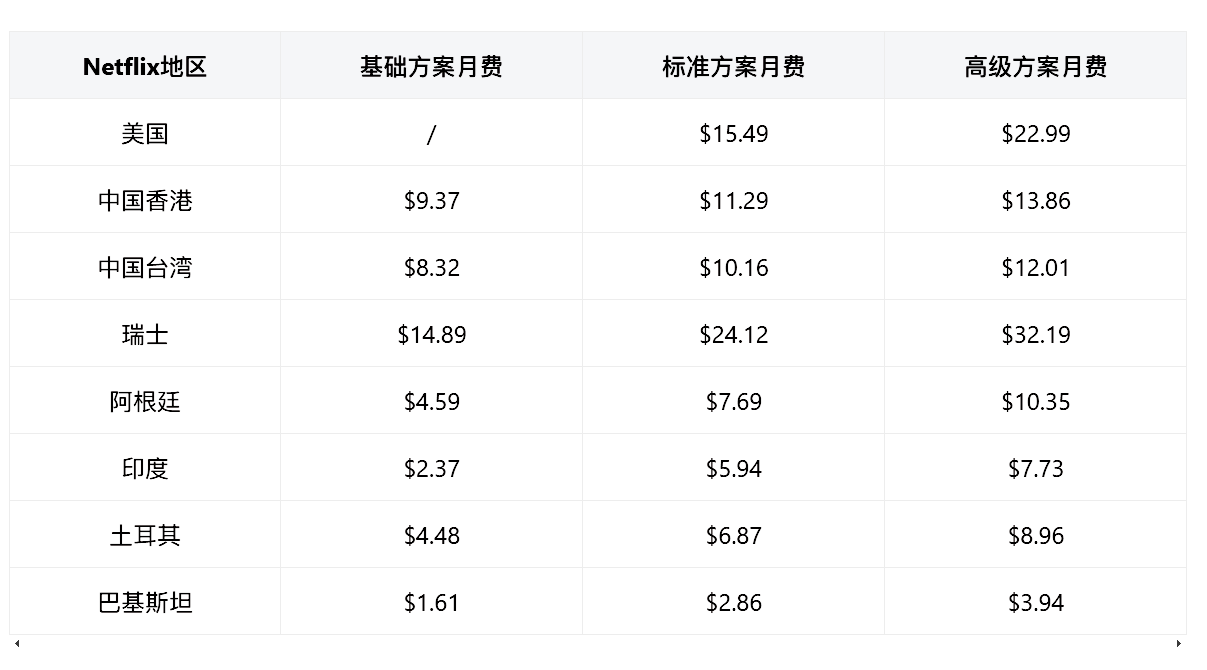 Netflix地区 基础方案月费 标准方案月费 高级方案月费
美国 / $15.49 $22.99
中国香港 $9.37 $11.29 $13.86
中国台湾 $8.32 $10.16 $12.01
瑞士 $14.89 $24.12 $32.19
阿根廷 $4.59 $7.69 $10.35
印度 $2.37 $5.94 $7.73
土耳其 $4.48 $6.87 $8.96
巴基斯坦 $1.61 $2.86 $3.94